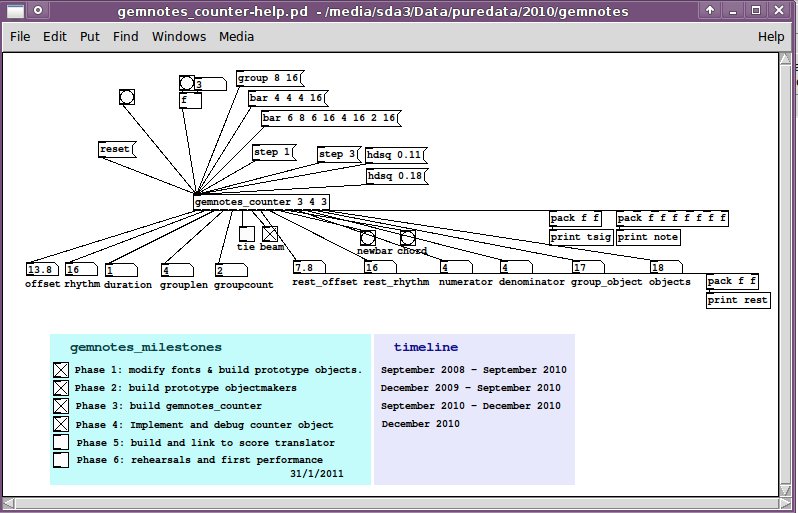 gemnotes_counter-help.pd - /media/sda3/Data/puredata/2010/gemnotes
File Edit Put Find Windows Media Help
group 8 16
3
f
bar 4 4 4 16
bar 6 8 6 16 4 16 2 16
reset
step 1
step 3
hdsq 0.11
hdsq 0.18
gemnotes_counter 3 4 3
pack f f
pack f f f f f f f
print tsig
print note
tie beam
newbar chord
13.8
16
1
4
2
7.8
16
4
4
17
18
offset rhythm duration grouplen groupcount rest_offset rest_rhythm numerator denominator group_object objects
pack f f
print rest
gemnotes_milestones
Phase 1: modify fonts & build prototype objects.
Phase 2: build prototype objectmakers
Phase 3: build gemnotes_counter
Phase 4: Implement and debug counter object
Phase 5: build and link to score translator
Phase 6: rehearsals and first performance
31/1/2011
timeline
September 2008 - September 2010
December 2009 - September 2010
September 2010 - December 2010
December 2010